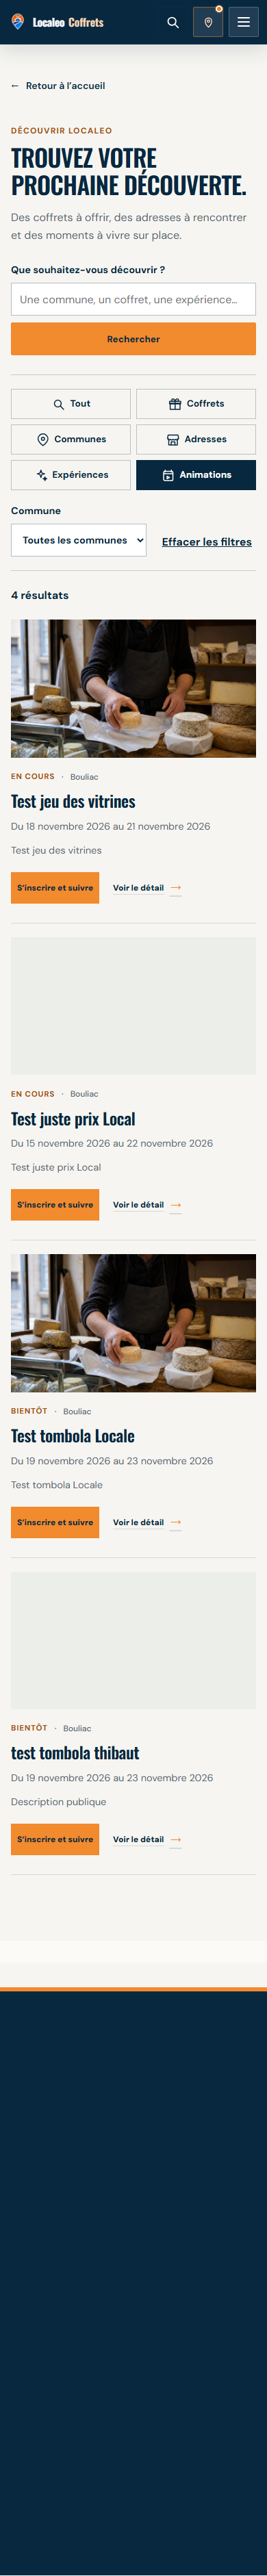 Localeo Coffrets
← Retour à l'accueil
DÉCOUVRIR LOCALEO
TROUVEZ VOTRE
PROCHAINE DÉCOUVERTE.
Des coffrets à offrir, des adresses à rencontrer
et des moments à vivre sur place.
Que souhaitez-vous découvrir ?
Une commune, un coffret, une expérience...
Rechercher
Tout
Coffrets
Communes
Adresses
Expériences
Animations
Commune
Toutes les communes
Effacer les filtres
4 résultats
EN COURS · Bouliac
Test jeu des vitrines
Du 18 novembre 2026 au 21 novembre 2026
Test jeu des vitrines
S'inscrire et suivre
Voir le détail →
EN COURS · Bouliac
Test juste prix Local
Du 15 novembre 2026 au 22 novembre 2026
Test juste prix Local
S'inscrire et suivre
Voir le détail →
BIENTÔT · Bouliac
Test tombola Locale
Du 19 novembre 2026 au 23 novembre 2026
Test tombola Locale
S'inscrire et suivre
Voir le détail →
BIENTÔT · Bouliac
test tombola thibaut
Du 19 novembre 2026 au 23 novembre 2026
Description publique
S'inscrire et suivre
Voir le détail →